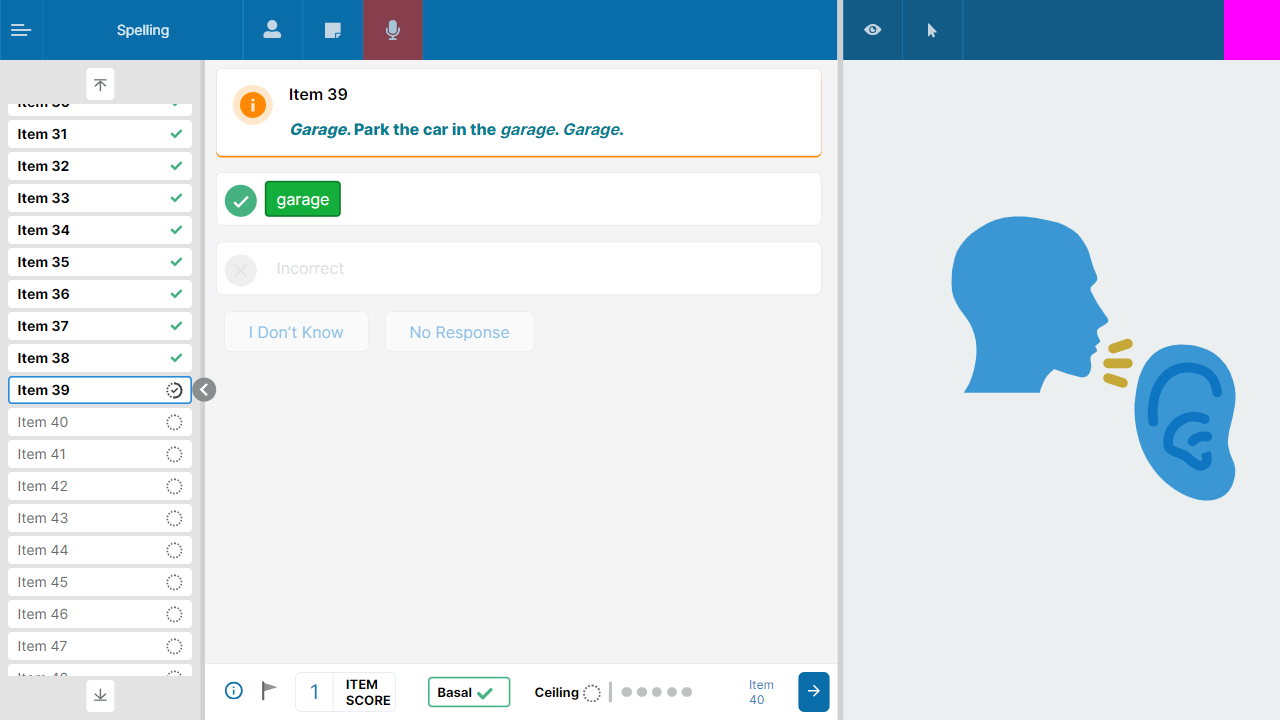 Spelling
Item 31
Item 32
Item 33
Item 34
Item 35
Item 36
Item 37
Item 38
Item 39
Item 40
Item 41
Item 42
Item 43
Item 44
Item 45
Item 46
Item 47
Item 39
Garage. Park the car in the garage. Garage.
garage
Incorrect
I Don’t Know
No Response
1
ITEM
SCORE
Basal
Ceiling
Item
40